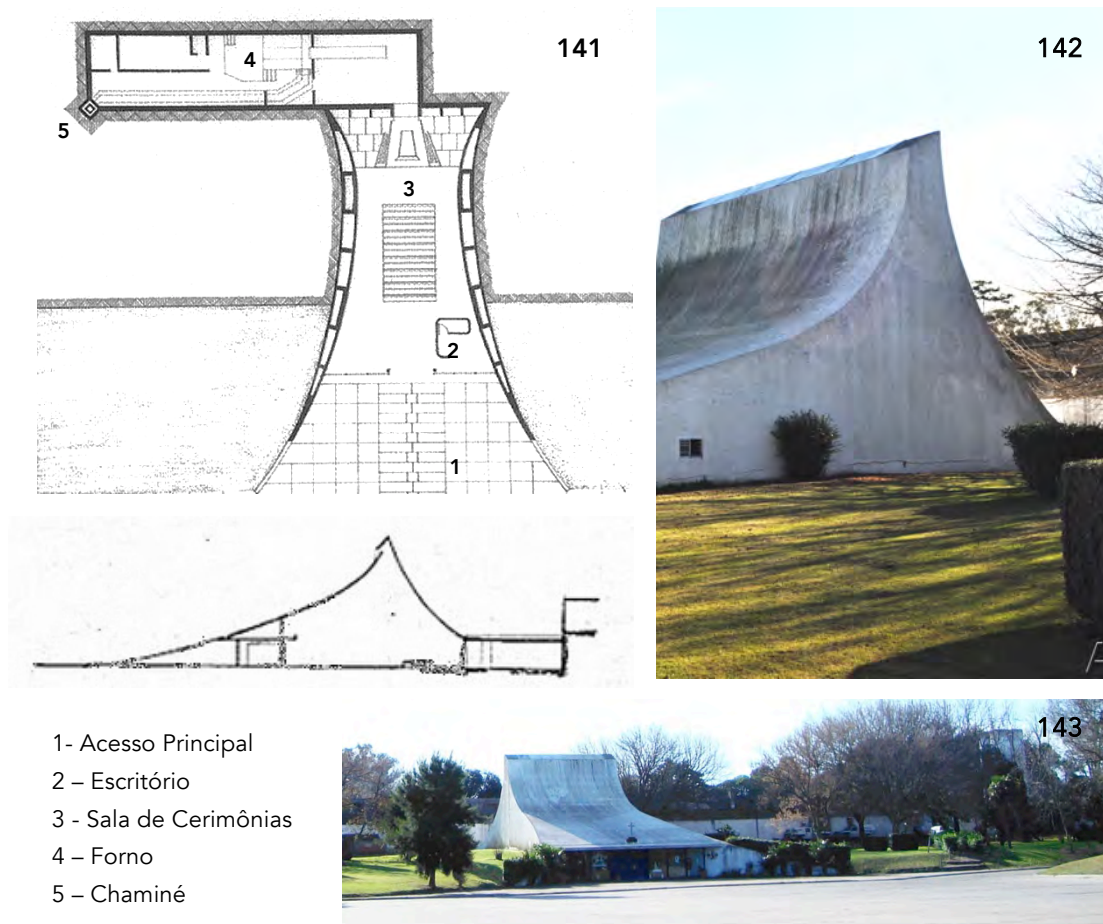 141
4
5
3
2
1
142
1- Acesso Principal
2 – Escritório
3 - Sala de Cerimônias
4 – Forno
5 – Chaminé
143